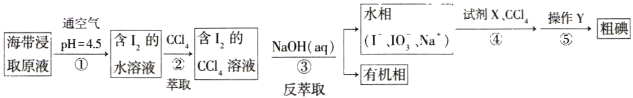 海带浸取原液
通空气
pH=4.5
①
含I₂的水溶液
CCl₄
②
萃取
含I₂的CCl₄溶液
NaOH(aq)
③
反萃取
水相
(I⁻、IO₃⁻、Na⁺)
有机相
试剂X、CCl₄
④
操作Y
⑤
粗碘